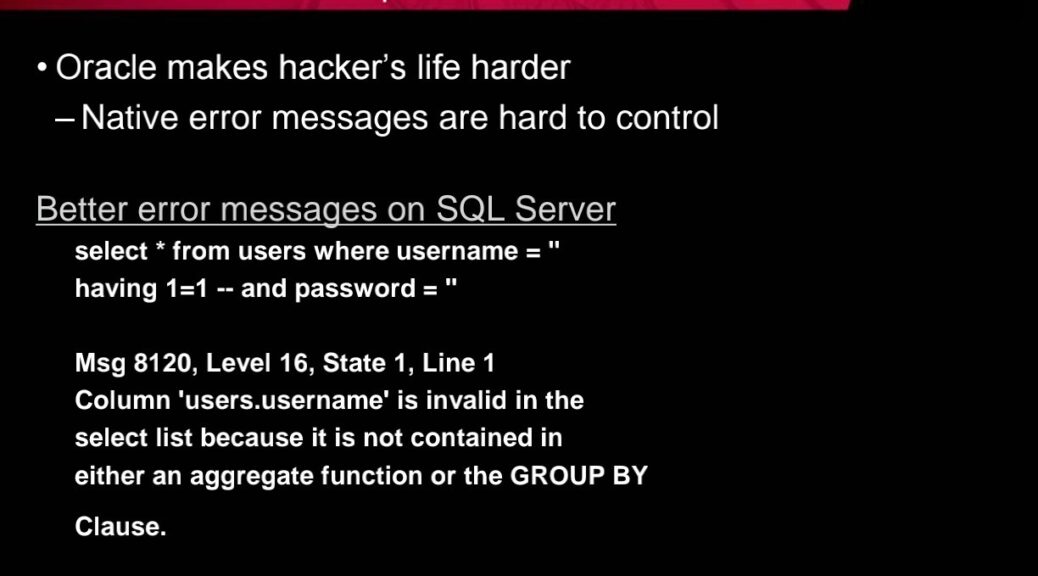 • Oracle makes hacker’s life harder
– Native error messages are hard to control
Better error messages on SQL Server
select * from users where username = ''
having 1=1 -- and password = ''
Msg 8120, Level 16, State 1, Line 1
Column 'users.username' is invalid in the
select list because it is not contained in
either an aggregate function or the GROUP BY
Clause.